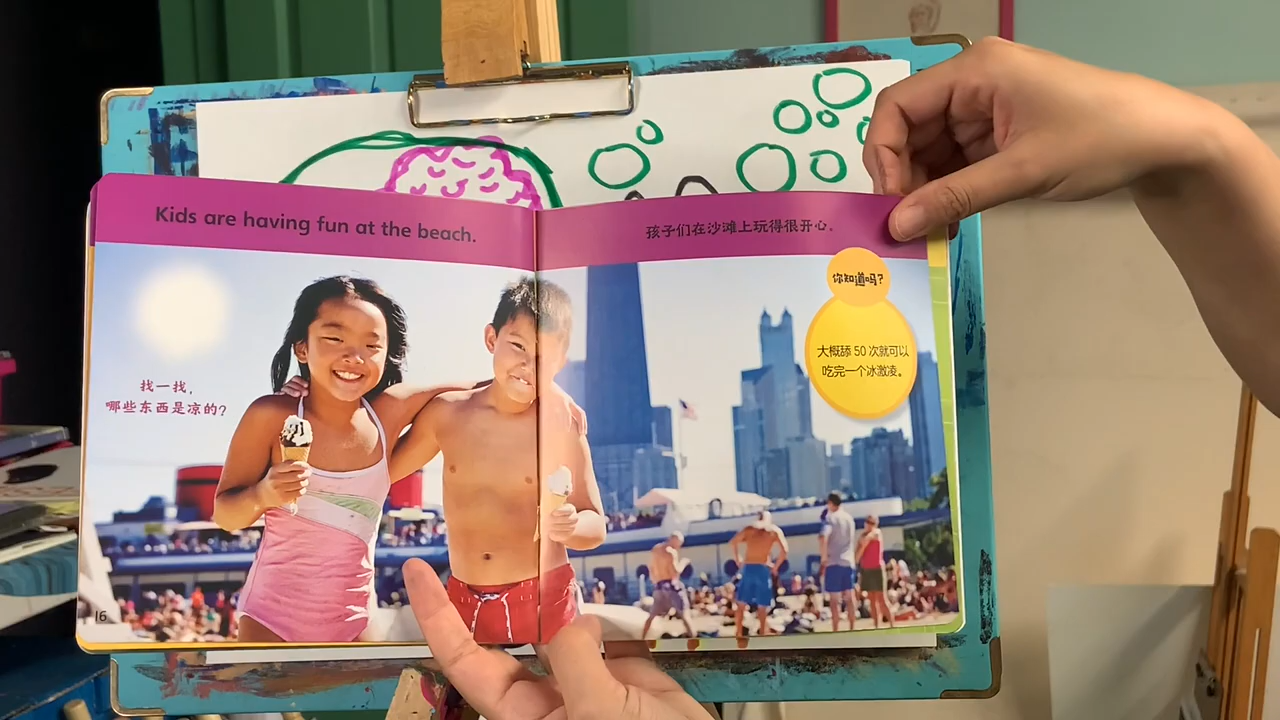 Kids are having fun at the beach.
孩子们在沙滩上玩得很开心。
你知道吗?
大概舔 50 次就可以
吃完一个冰激凌。
找一找,
哪些东西是凉的?
16